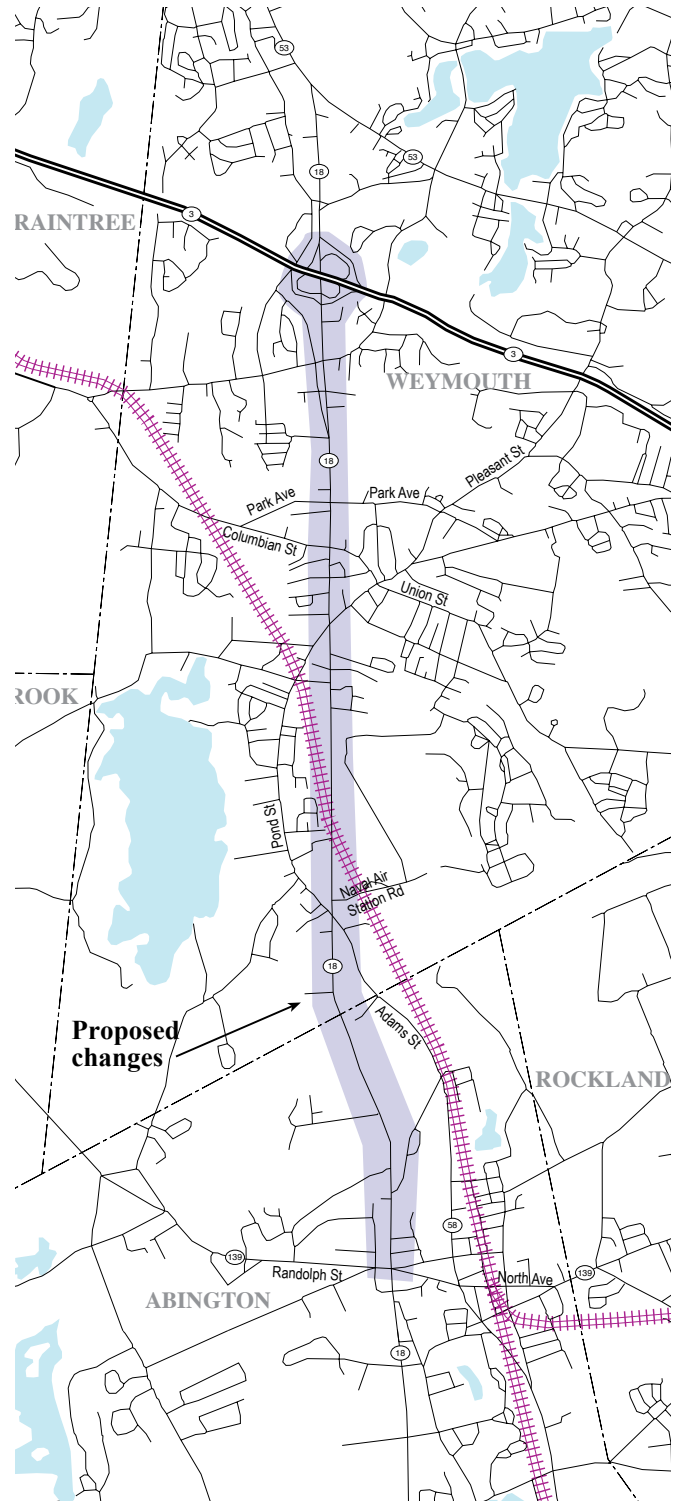 53
18
53
3
RAINTREE
3
WEYMOUTH
18
Pleasant St
Park Ave
Park Ave
Columbian St
Union St
ROOK
Pond St
Naval Air
Station Rd
18
Adams St
Proposed
changes
ROCKLAND
58
139
Randolph St
North Ave
139
ABINGTON
18